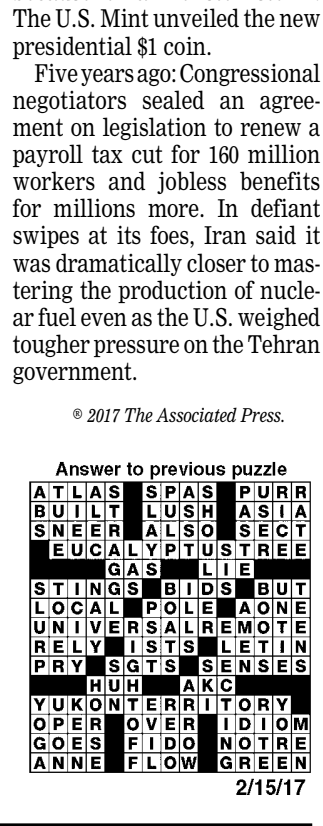 The U.S. Mint unveiled the new
presidential $1 coin.
Five years ago: Congressional
negotiators sealed an agree-
ment on legislation to renew a
payroll tax cut for 160 million
workers and jobless benefits
for millions more. In defiant
swipes at its foes, Iran said it
was dramatically closer to mas-
tering the production of nucle-
ar fuel even as the U.S. weighed
tougher pressure on the Tehran
government.
® 2017 The Associated Press.
Answer to previous puzzle
ATLAS SPAS PURR
BUILT LUSH ASIA
SNEER ALSO SECT
EUCALYPTUSTREE
GAS LIE
STINGS BIDS BUT
LOCAL POLE AONE
UNIVERSALREMOTE
RELY ISTS LETIN
PRY SGTS SENSES
HUH AKC
YUKONTERRITORY
OPER OVER IDIOM
GOES FIDO NOTRE
ANNE FLOW GREEN
2/15/17